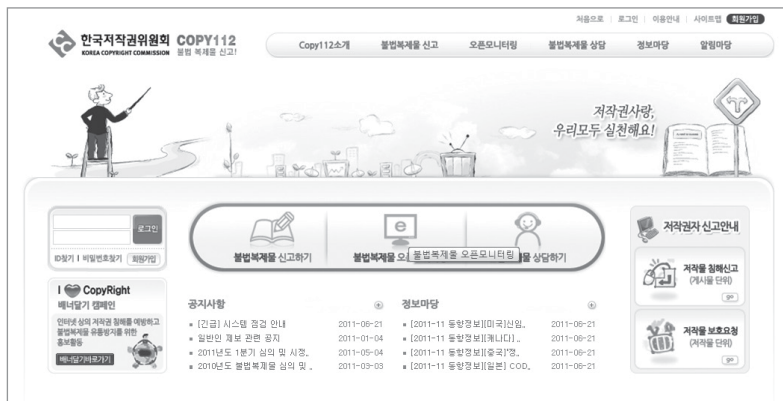 처음으로 | 로그인 | 이용안내 | 사이트맵 회원가입
한국저작권위원회 COPY112
KOREA COPYRIGHT COMMISSION 불법 복제물 신고!
Copy112소개 불법복제물 신고 오픈모니터링 불법복제물 상담 정보마당 알림마당
저작권사랑,
우리모두 실천해요!
로그인
ID찾기 | 비밀번호찾기 회원가입
불법복제물 신고하기 불법복제물 오 불법복제물 오픈모니터링 물 상담하기
저작권자 신고안내
저작물 침해신고
(게시물 단위)
go
저작물 보호요청
(저작물 단위)
go
I CopyRight
배너달기 캠페인
인터넷 상의 저작권 침해를 예방하고
불법복제물 유통방지를 위한
홍보활동
배너달기바로가기
공지사항
[긴급] 시스템 점검 안내 2011-06-21
일반인 제보 관련 공지 2011-01-04
2011년도 1분기 심의 및 시정.. 2011-05-04
2010년도 불법복제물 심의 및 .. 2011-03-03
정보마당
[2011-11 동향정보][미국]신임.. 2011-06-21
[2011-11 동향정보][캐나다] .. 2011-06-21
[2011-11 동향정보][중국]"정.. 2011-06-21
[2011-11 동향정보][일본] COD.. 2011-06-21